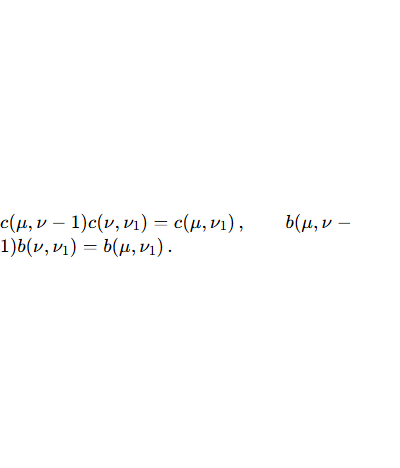 c(μ, ν − 1)c(ν, ν₁) = c(μ, ν₁) , b(μ, ν −
1)b(ν, ν₁) = b(μ, ν₁) .